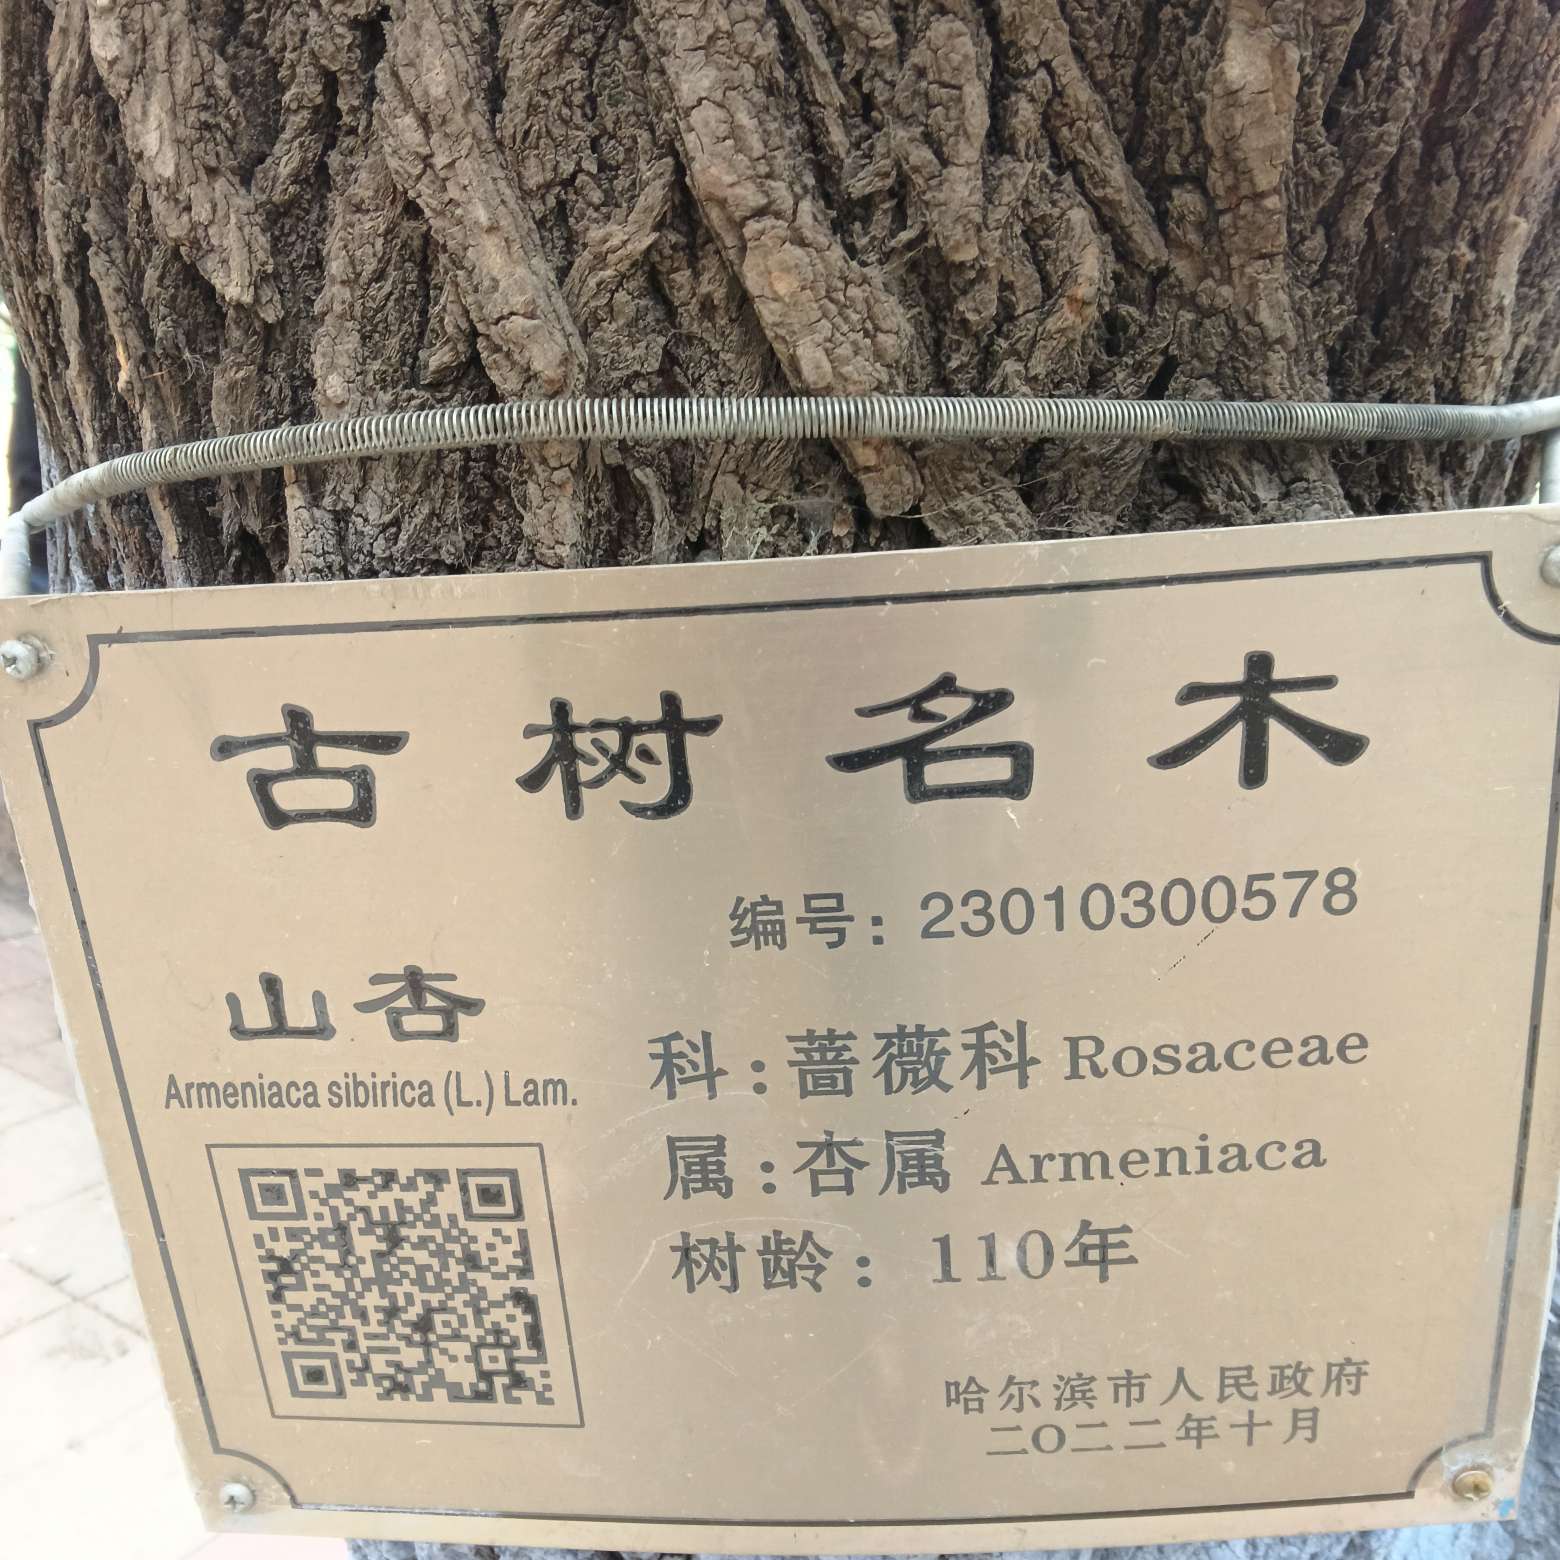 古树名木
编号：23010300578
山杏
Armeniaca sibirica (L.) Lam.
科：蔷薇科 Rosaceae
属：杏属 Armeniaca
树龄：110年
哈尔滨市人民政府
二〇二二年十月